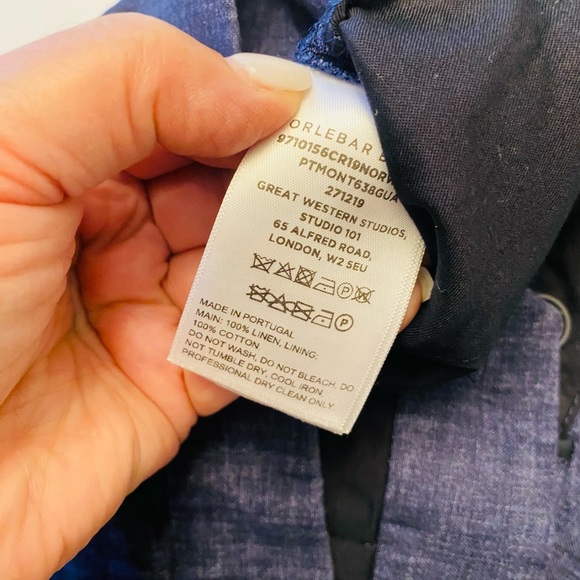 ORLEBAR B
9710156CR19NORW
PTMONT638GUA
271219
GREAT WESTERN STUDIOS,
STUDIO 101
65 ALFRED ROAD,
LONDON, W2 5EU
MADE IN PORTUGAL
MAIN: 100% LINEN, LINING:
100% COTTON
DO NOT WASH, DO NOT BLEACH, DO
NOT TUMBLE DRY, COOL IRON
PROFESSIONAL DRY CLEAN ONLY